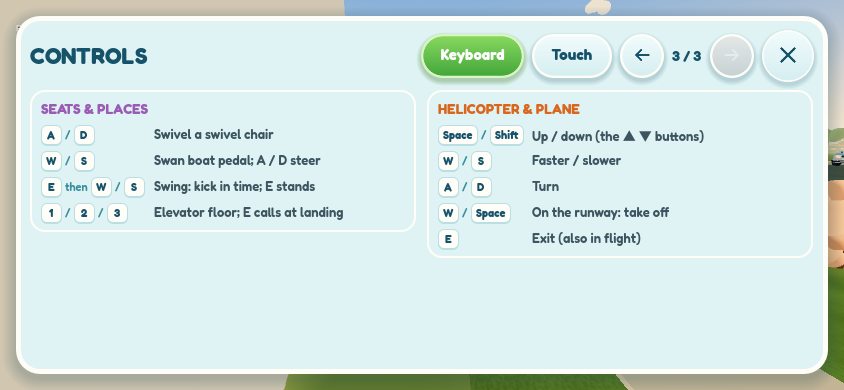 CONTROLS
Keyboard
Touch
← 3 / 3 → ✕
SEATS & PLACES
A / D Swivel a swivel chair
W / S Swan boat pedal; A / D steer
E then W / S Swing: kick in time; E stands
1 / 2 / 3 Elevator floor; E calls at landing
HELICOPTER & PLANE
Space / Shift Up / down (the ▲ ▼ buttons)
W / S Faster / slower
A / D Turn
W / Space On the runway: take off
E Exit (also in flight)